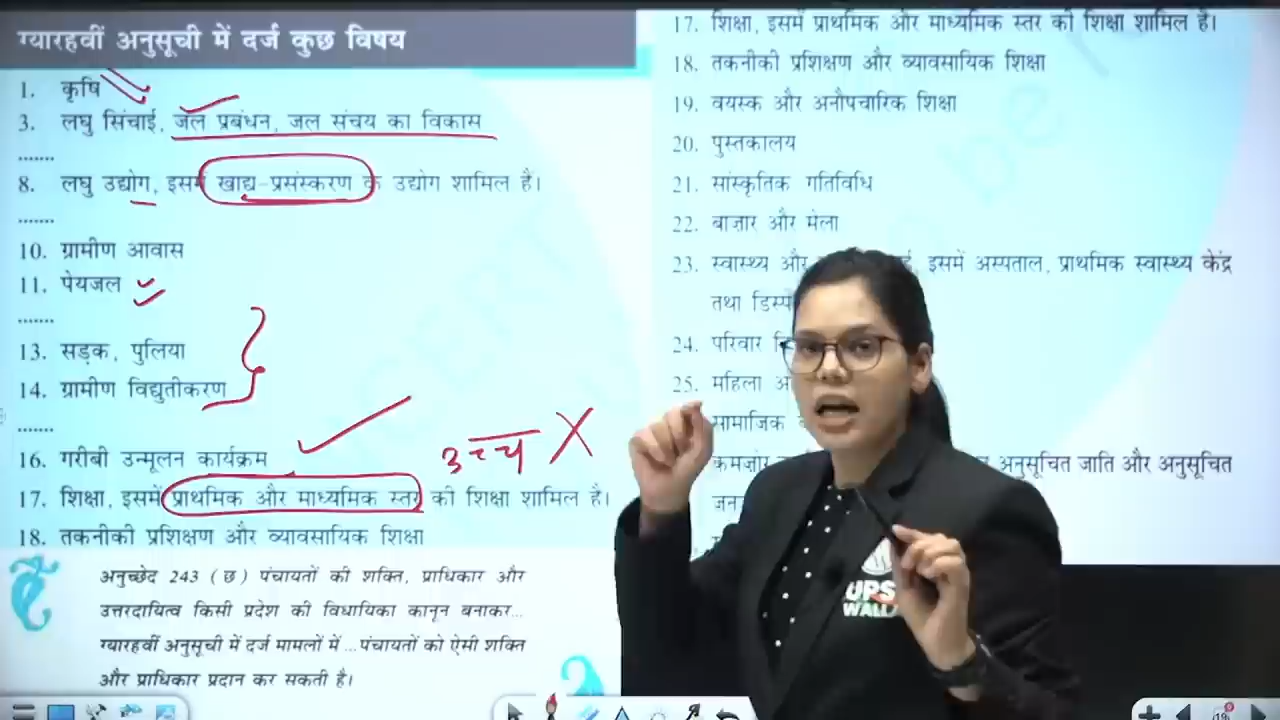 ग्यारहवीं अनुसूची में दर्ज कुछ विषय
1. कृषि
3. लघु सिंचाई, जल प्रबंधन, जल संचय का विकास
.......
8. लघु उद्योग, इसमें खाद्य-प्रसंस्करण के उद्योग शामिल है।
.......
10. ग्रामीण आवास
11. पेयजल
.......
13. सड़क, पुलिया
14. ग्रामीण विद्युतीकरण
.......
16. गरीबी उन्मूलन कार्यक्रम
उच्च X
17. शिक्षा, इसमें प्राथमिक और माध्यमिक स्तर की शिक्षा शामिल है।
18. तकनीकी प्रशिक्षण और व्यावसायिक शिक्षा
अनुच्छेद 243 (छ) पंचायतों की शक्ति, प्राधिकार और
उत्तरदायित्व किसी प्रदेश की विधायिका कानून बनाकर...
ग्यारहवीं अनुसूची में दर्ज मामलों में ...पंचायतों को ऐसी शक्ति
और प्राधिकार प्रदान कर सकती है।
17. शिक्षा, इसमें प्राथमिक और माध्यमिक स्तर की शिक्षा शामिल है।
18. तकनीकी प्रशिक्षण और व्यावसायिक शिक्षा
19. वयस्क और अनौपचारिक शिक्षा
20. पुस्तकालय
21. सांस्कृतिक गतिविधि
22. बाज़ार और मेला
23. स्वास्थ्य और इसमें अस्पताल, प्राथमिक स्वास्थ्य केंद्र
तथा
24. परिवार
25. महिला
सामाजिक
कमज़ोर अनुसूचित जाति और अनुसूचित
UPS
WALL